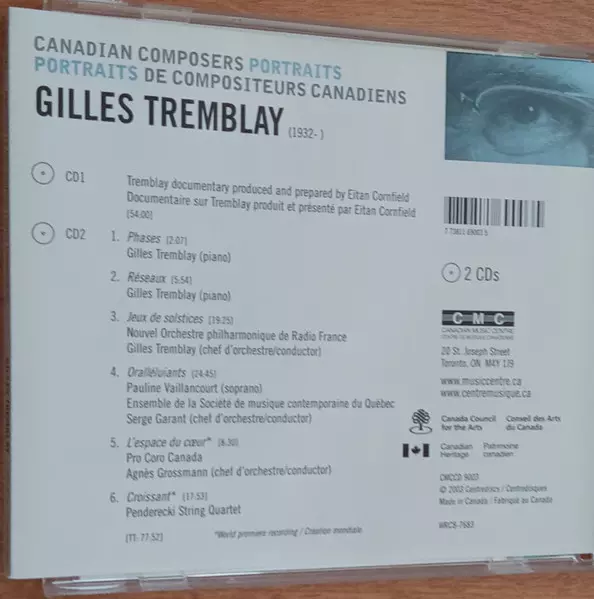 CANADIAN COMPOSERS PORTRAITS
PORTRAITS DE COMPOSITEURS CANADIENS
GILLES TREMBLAY (1932- )
CD1
Tremblay documentary produced and prepared by Eitan Cornfield
Documentaire sur Tremblay produit et présenté par Eitan Cornfield
(54:00)
CD2
1. Phases (2:07)
Gilles Tremblay (piano)
2. Réseaux (5:54)
Gilles Tremblay (piano)
3. Jeux de solstices (19:25)
Nouvel Orchestre philharmonique de Radio France
Gilles Tremblay (chef d'orchestre/conductor)
4. Oralléluiants (24:45)
Pauline Vaillancourt (soprano)
Ensemble de la Société de musique contemporaine du Québec
Serge Garant (chef d'orchestre/conductor)
5. L'espace du cœur* (6:30)
Pro Coro Canada
Agnès Grossmann (chef d'orchestre/conductor)
6. Croissant* (17:53)
Penderecki String Quartet
(TT: 77:52)
*World premiere recording / Création mondiale
2 CDs
CMC
CANADIAN MUSIC CENTRE
20 St. Joseph Street
Toronto, ON M4Y 1J9
www.musiccentre.ca
www.centremusique.ca
Canada Council for the Arts
Conseil des Arts du Canada
Canadian Heritage
Patrimoine canadien
CMCCD 9003
Centrediscs / Centredisques
Made in Canada / Fabriqué au Canada
WRC8-7683